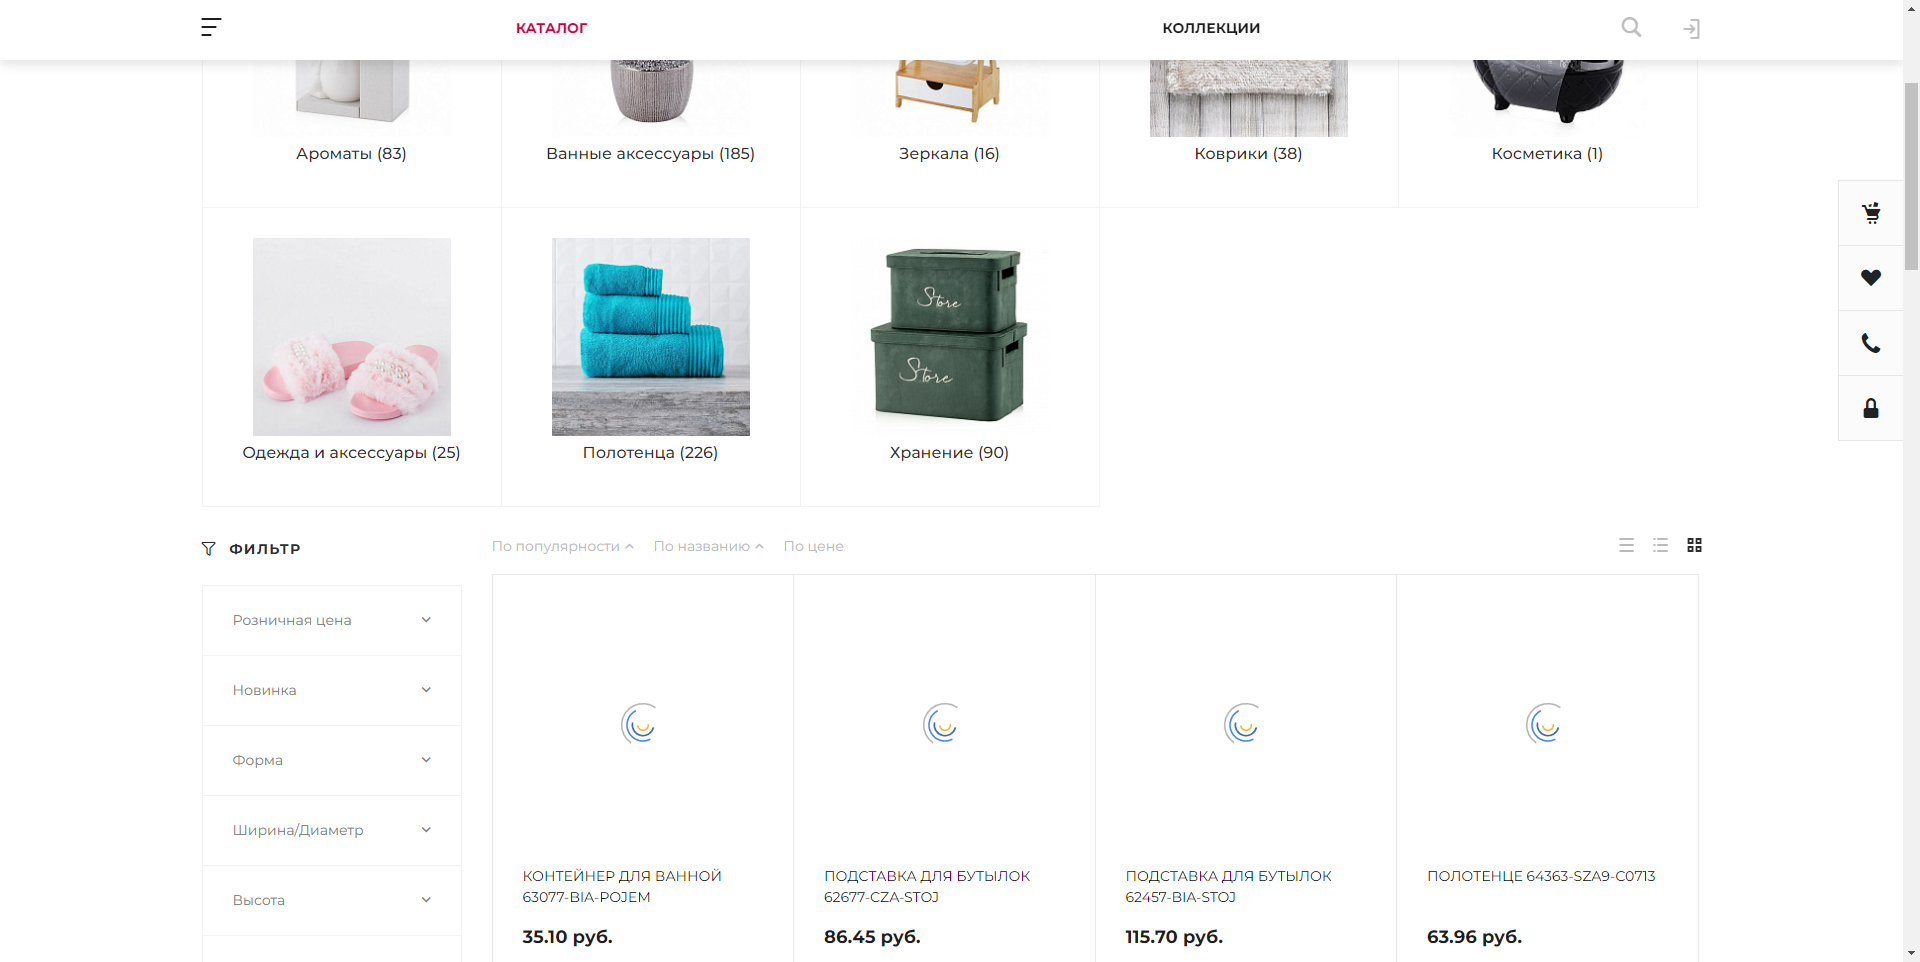 КАТАЛОГ
КОЛЛЕКЦИИ
Ароматы (83)
Ванные аксессуары (185)
Зеркала (16)
Коврики (38)
Косметика (1)
Store
Store
Одежда и аксессуары (25)
Полотенца (226)
Хранение (90)
ФИЛЬТР
По популярности
По названию
По цене
Розничная цена
Новинка
Форма
Ширина/Диаметр
Высота
КОНТЕЙНЕР ДЛЯ ВАННОЙ
63077-BIA-POJEM
35.10 руб.
ПОДСТАВКА ДЛЯ БУТЫЛОК
62677-CZA-STOJ
86.45 руб.
ПОДСТАВКА ДЛЯ БУТЫЛОК
62457-BIA-STOJ
115.70 руб.
ПОЛОТЕНЦЕ 64363-SZA9-C0713
63.96 руб.